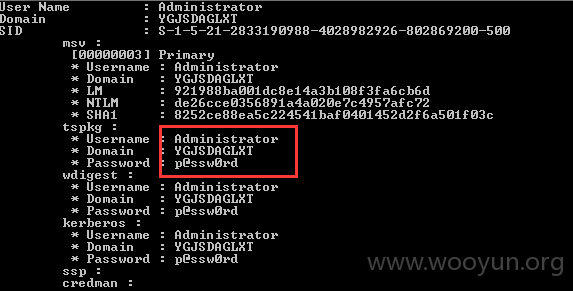 User Name : Administrator
Domain : YGJSDAGLXT
SID : S-1-5-21-2833190988-4028982926-802869200-500
msv :
[00000003] Primary
* Username : Administrator
* Domain : YGJSDAGLXT
* LM : 921988ba001dc8e14a3b108f3fa6cb6d
* NTLM : de26cce0356891a4a020e7c4957afc72
* SHA1 : 8252ce88ea5c224541baf0401452d2f6a501f03c
tspkg :
* Username : Administrator
* Domain : YGJSDAGLXT
* Password : p@ssw0rd
wdigest :
* Username : Administrator
* Domain : YGJSDAGLXT
* Password : p@ssw0rd
kerberos :
* Username : Administrator
* Domain : YGJSDAGLXT
* Password : p@ssw0rd
ssp :
credman :
www.wooyun.org